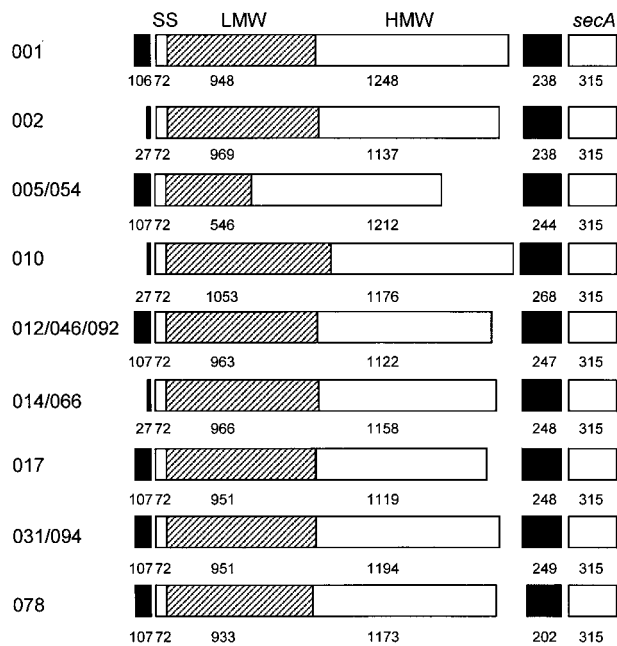 SS LMW HMW secA
001
106 72 948 1248 238 315
002
27 72 969 1137 238 315
005/054
107 72 546 1212 244 315
010
27 72 1053 1176 268 315
012/046/092
107 72 963 1122 247 315
014/066
27 72 966 1158 248 315
017
107 72 951 1119 248 315
031/094
107 72 951 1194 249 315
078
107 72 933 1173 202 315